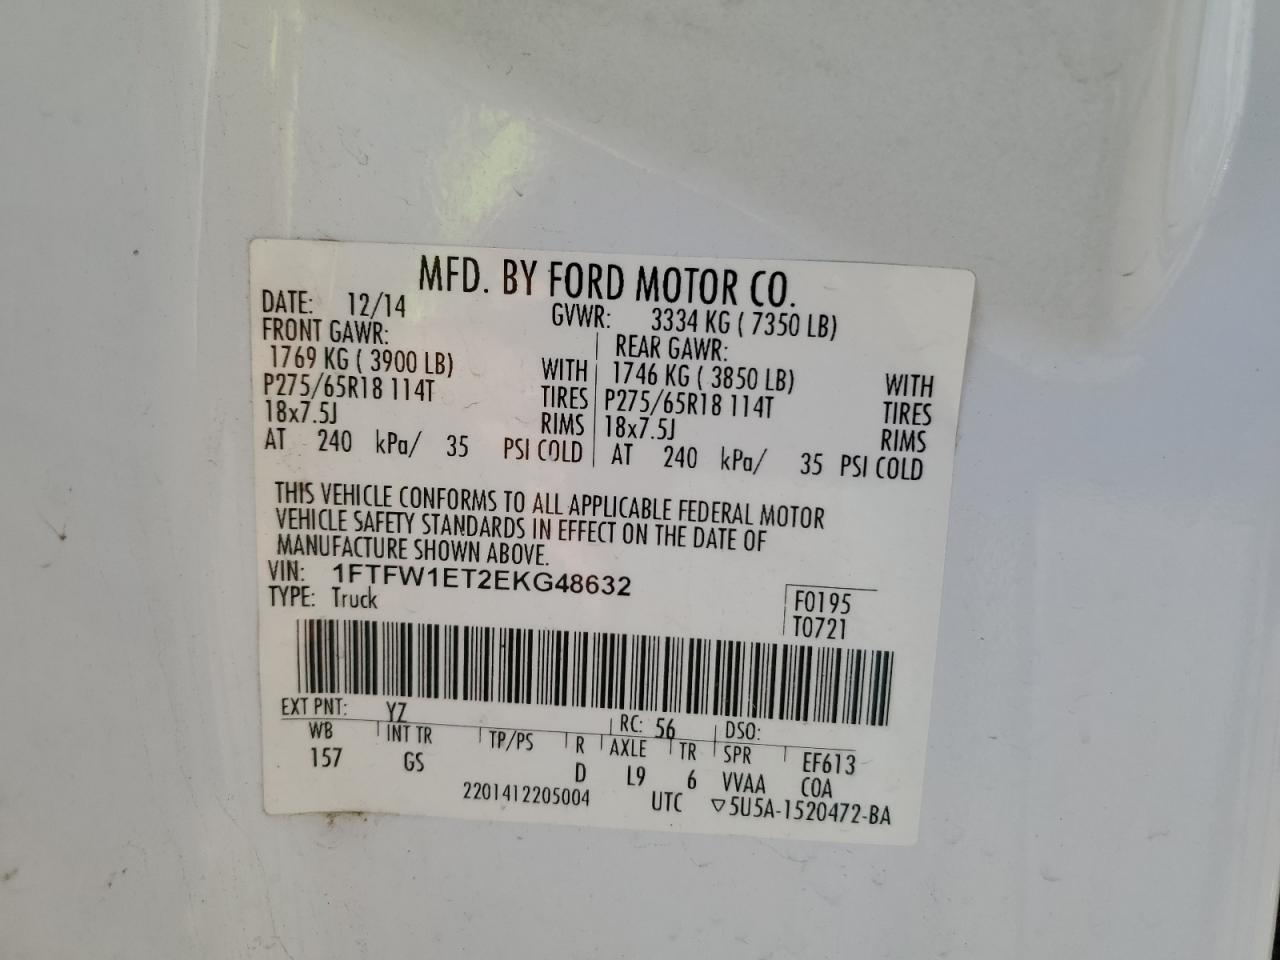 MFD. BY FORD MOTOR CO.
DATE: 12/14 GVWR: 3334 KG ( 7350 LB)
FRONT GAWR: REAR GAWR:
1769 KG ( 3900 LB) WITH 1746 KG ( 3850 LB) WITH
P275/65R18 114T TIRES P275/65R18 114T TIRES
18x7.5J RIMS 18x7.5J RIMS
AT 240 kPa/ 35 PSI COLD AT 240 kPa/ 35 PSI COLD
THIS VEHICLE CONFORMS TO ALL APPLICABLE FEDERAL MOTOR
VEHICLE SAFETY STANDARDS IN EFFECT ON THE DATE OF
MANUFACTURE SHOWN ABOVE.
VIN: 1FTFW1ET2EKG48632
TYPE: Truck F0195
T0721
EXT PNT: YZ RC: 56 DSO:
WB INT TR TP/PS R AXLE TR SPR EF613
157 GS D L9 6 VVAA COA
2201412205004 UTC ▽5U5A-1520472-BA